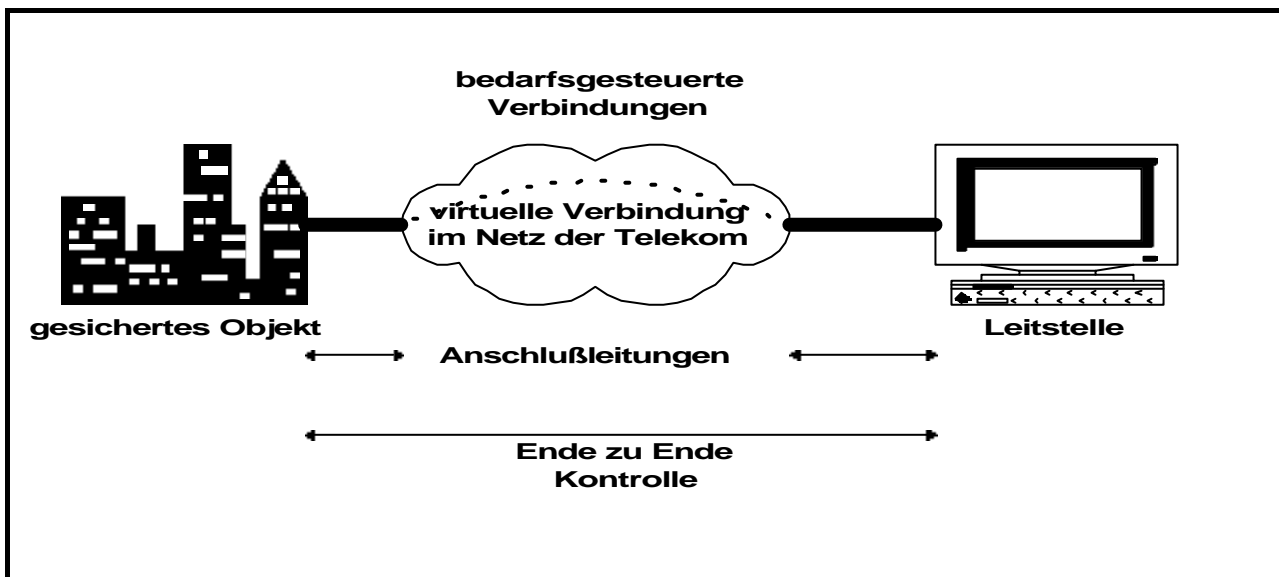 bedarfsgesteuerte
Verbindungen
virtuelle Verbindung
im Netz der Telekom
gesichertes Objekt
Leitstelle
Anschlußleitungen
Ende zu Ende
Kontrolle